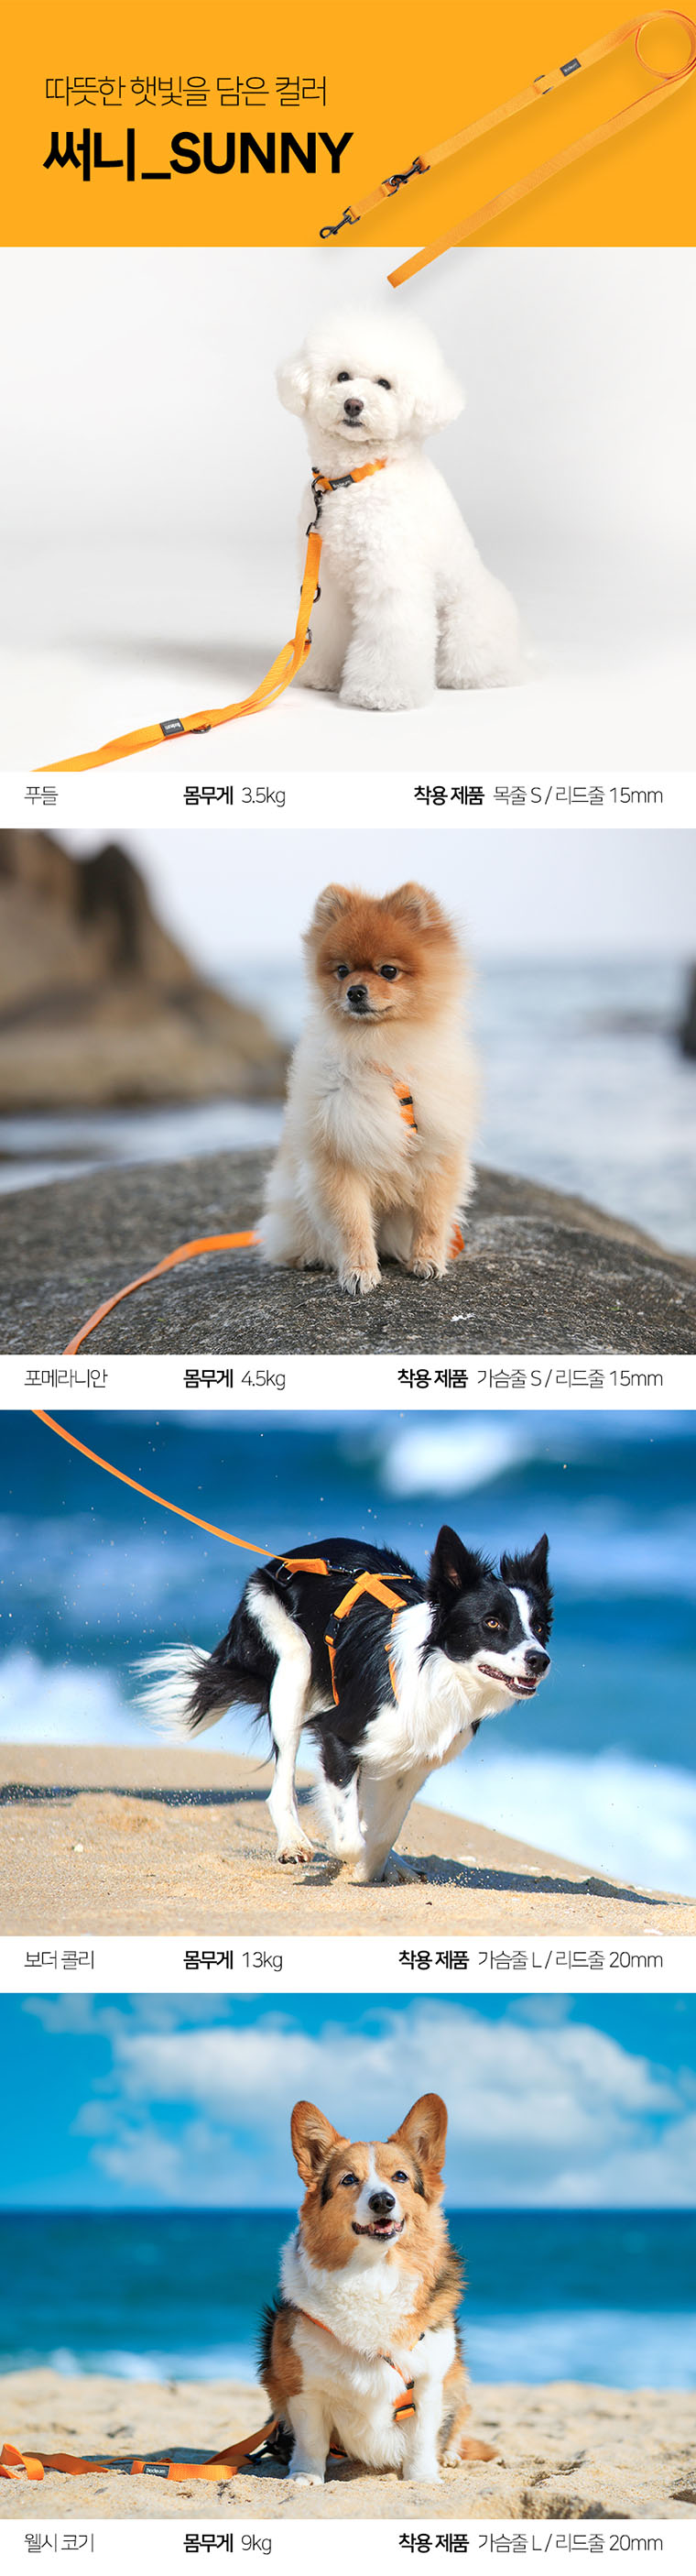 따뜻한 햇빛을 담은 컬러
써니_SUNNY
푸들 몸무게 3.5kg 착용 제품 목줄 S / 리드줄 15mm
포메라니안 몸무게 4.5kg 착용 제품 가슴줄 S / 리드줄 15mm
보더 콜리 몸무게 13kg 착용 제품 가슴줄 L / 리드줄 20mm
웰시 코기 몸무게 9kg 착용 제품 가슴줄 L / 리드줄 20mm